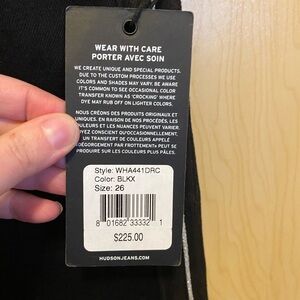 WEAR WITH CARE
PORTER AVEC SOIN
WE CREATE UNIQUE AND SPECIAL PRODUCTS.
DUE TO THE CUSTOM PROCESSES WE USE
COLORS AND SHADES MAY VARY. BE AWARE
IT'S COMMON TO SEE OCCASIONAL COLOR
TRANSFER KNOWN AS 'CROCKING' WHERE
DYE MAY RUB OFF ON LIGHTER COLORS.
NOUS CRÉONS DES PRODUITS ORIGINAUX ET
UNIQUES. EN RAISON DE NOS PROCÉDÉS, LES
COULEURS ET LES NUANCES PEUVENT VARIER.
SOYEZ CONSCIENT QU'OCCASIONNELLEMENT,
UN TRANSFERT DE COULEURS APPELÉ
«DÉGORGEMENT PAR FROTTEMENT» PEUT SE
PRODUIRE SUR LES COULEURS PLUS PÂLES.
Style: WHA441DRC
Color: BLKX
Size: 26
8 01682 33332 1
$225.00
HUDSONJEANS.COM